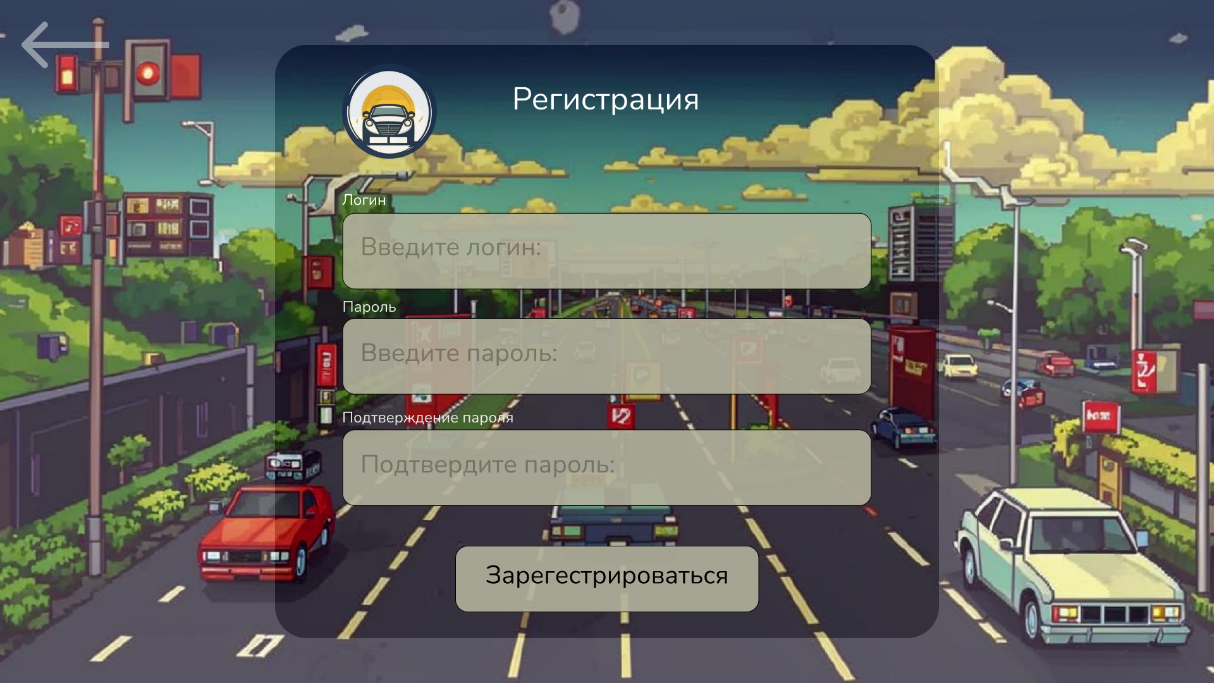 Регистрация
Логин
Введите логин:
Пароль
Введите пароль:
Подтверждение пароля
Подтвердите пароль:
Зарегестрироваться